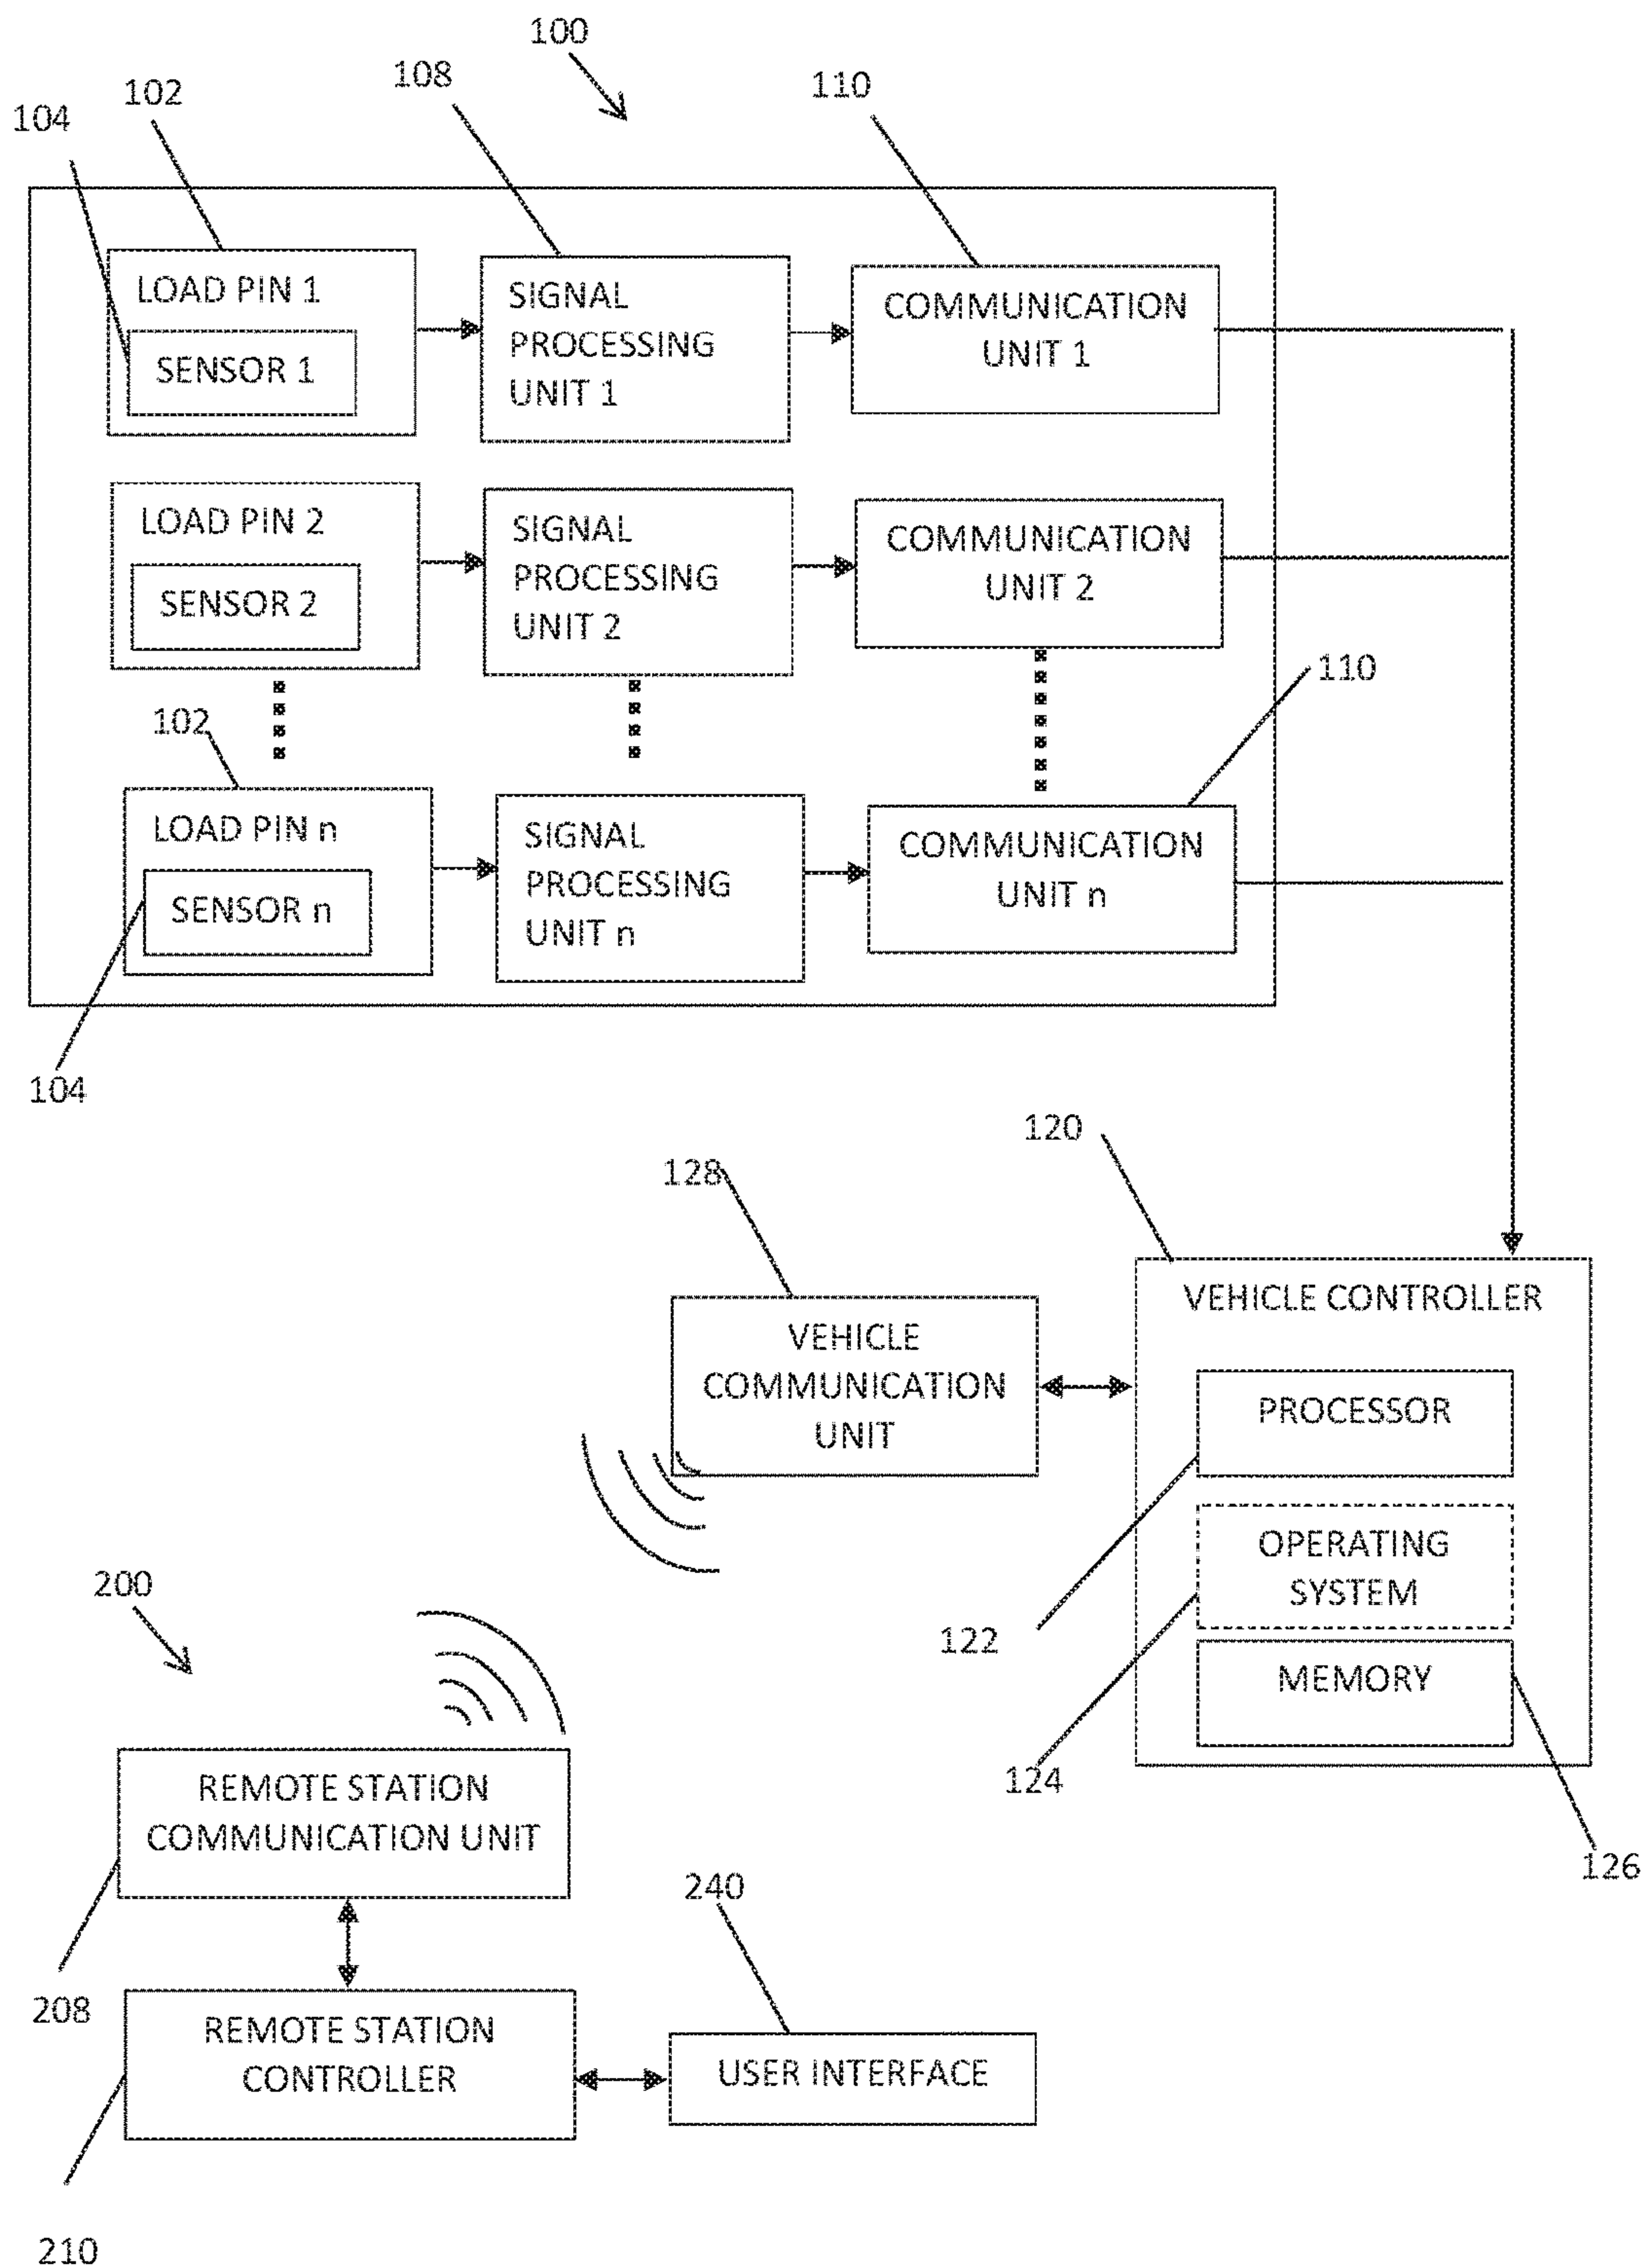 100
108
110
102
104
LOAD PIN 1
SENSOR 1
SIGNAL
PROCESSING
UNIT 1
COMMUNICATION
UNIT 1
LOAD PIN 2
SENSOR 2
SIGNAL
PROCESSING
UNIT 2
COMMUNICATION
UNIT 2
110
102
LOAD PIN n
SENSOR n
SIGNAL
PROCESSING
UNIT n
COMMUNICATION
UNIT n
104
120
128
VEHICLE CONTROLLER
PROCESSOR
OPERATING
SYSTEM
MEMORY
VEHICLE
COMMUNICATION
UNIT
122
124
126
200
REMOTE STATION
COMMUNICATION UNIT
208
240
REMOTE STATION
CONTROLLER
USER INTERFACE
210